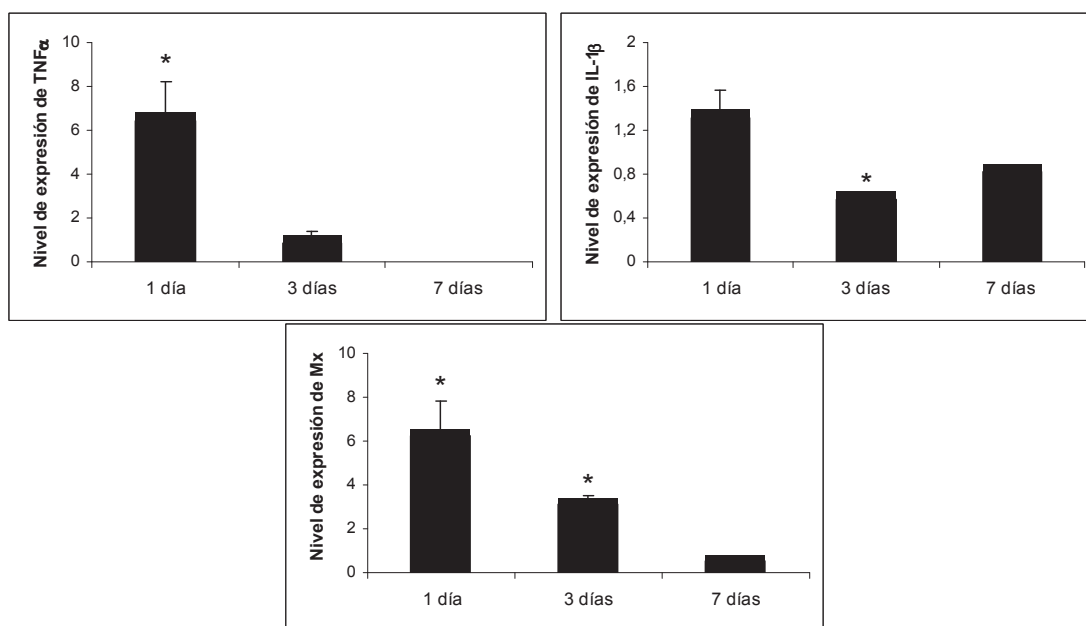 Nivel de expresión de TNFα
10
8
6
4
2
0
*
1 día
3 días
7 días
Nivel de expresión de IL-1β
2
1,6
1,2
0,8
0,4
0
*
1 día
3 días
7 días
Nivel de expresión de Mx
10
8
6
4
2
0
*
*
1 día
3 días
7 días